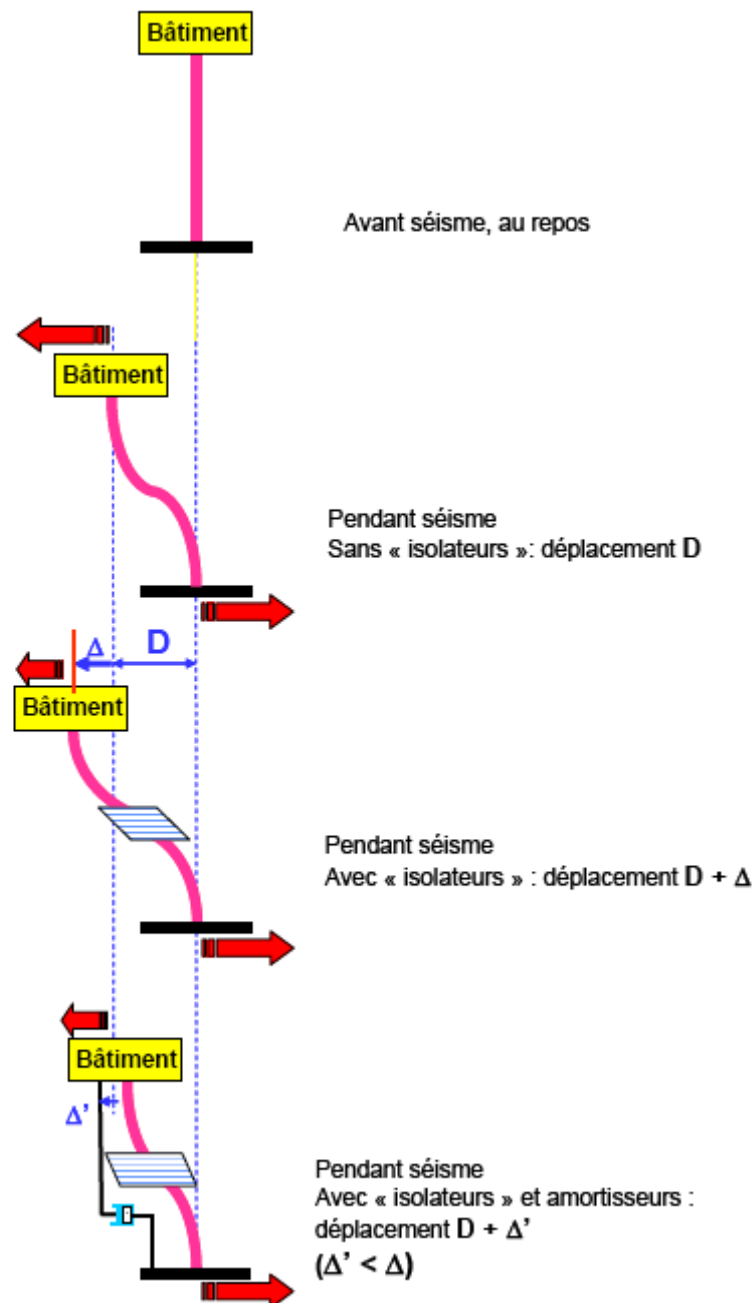 Bâtiment
Avant séisme, au repos
Bâtiment
Pendant séisme
Sans « isolateurs »: déplacement D
Δ D
Bâtiment
Pendant séisme
Avec « isolateurs » : déplacement D + Δ
Bâtiment
Δ’
Pendant séisme
Avec « isolateurs » et amortisseurs :
déplacement D + Δ’
(Δ’ < Δ)